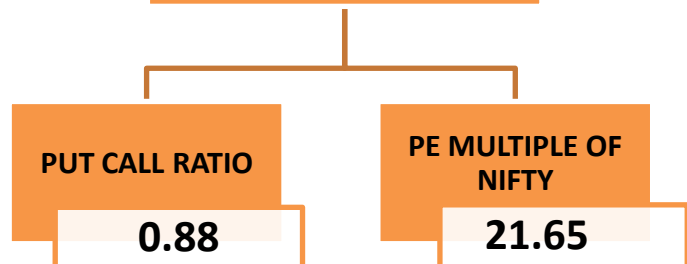 PUT CALL RATIO
0.88
PE MULTIPLE OF
NIFTY
21.65